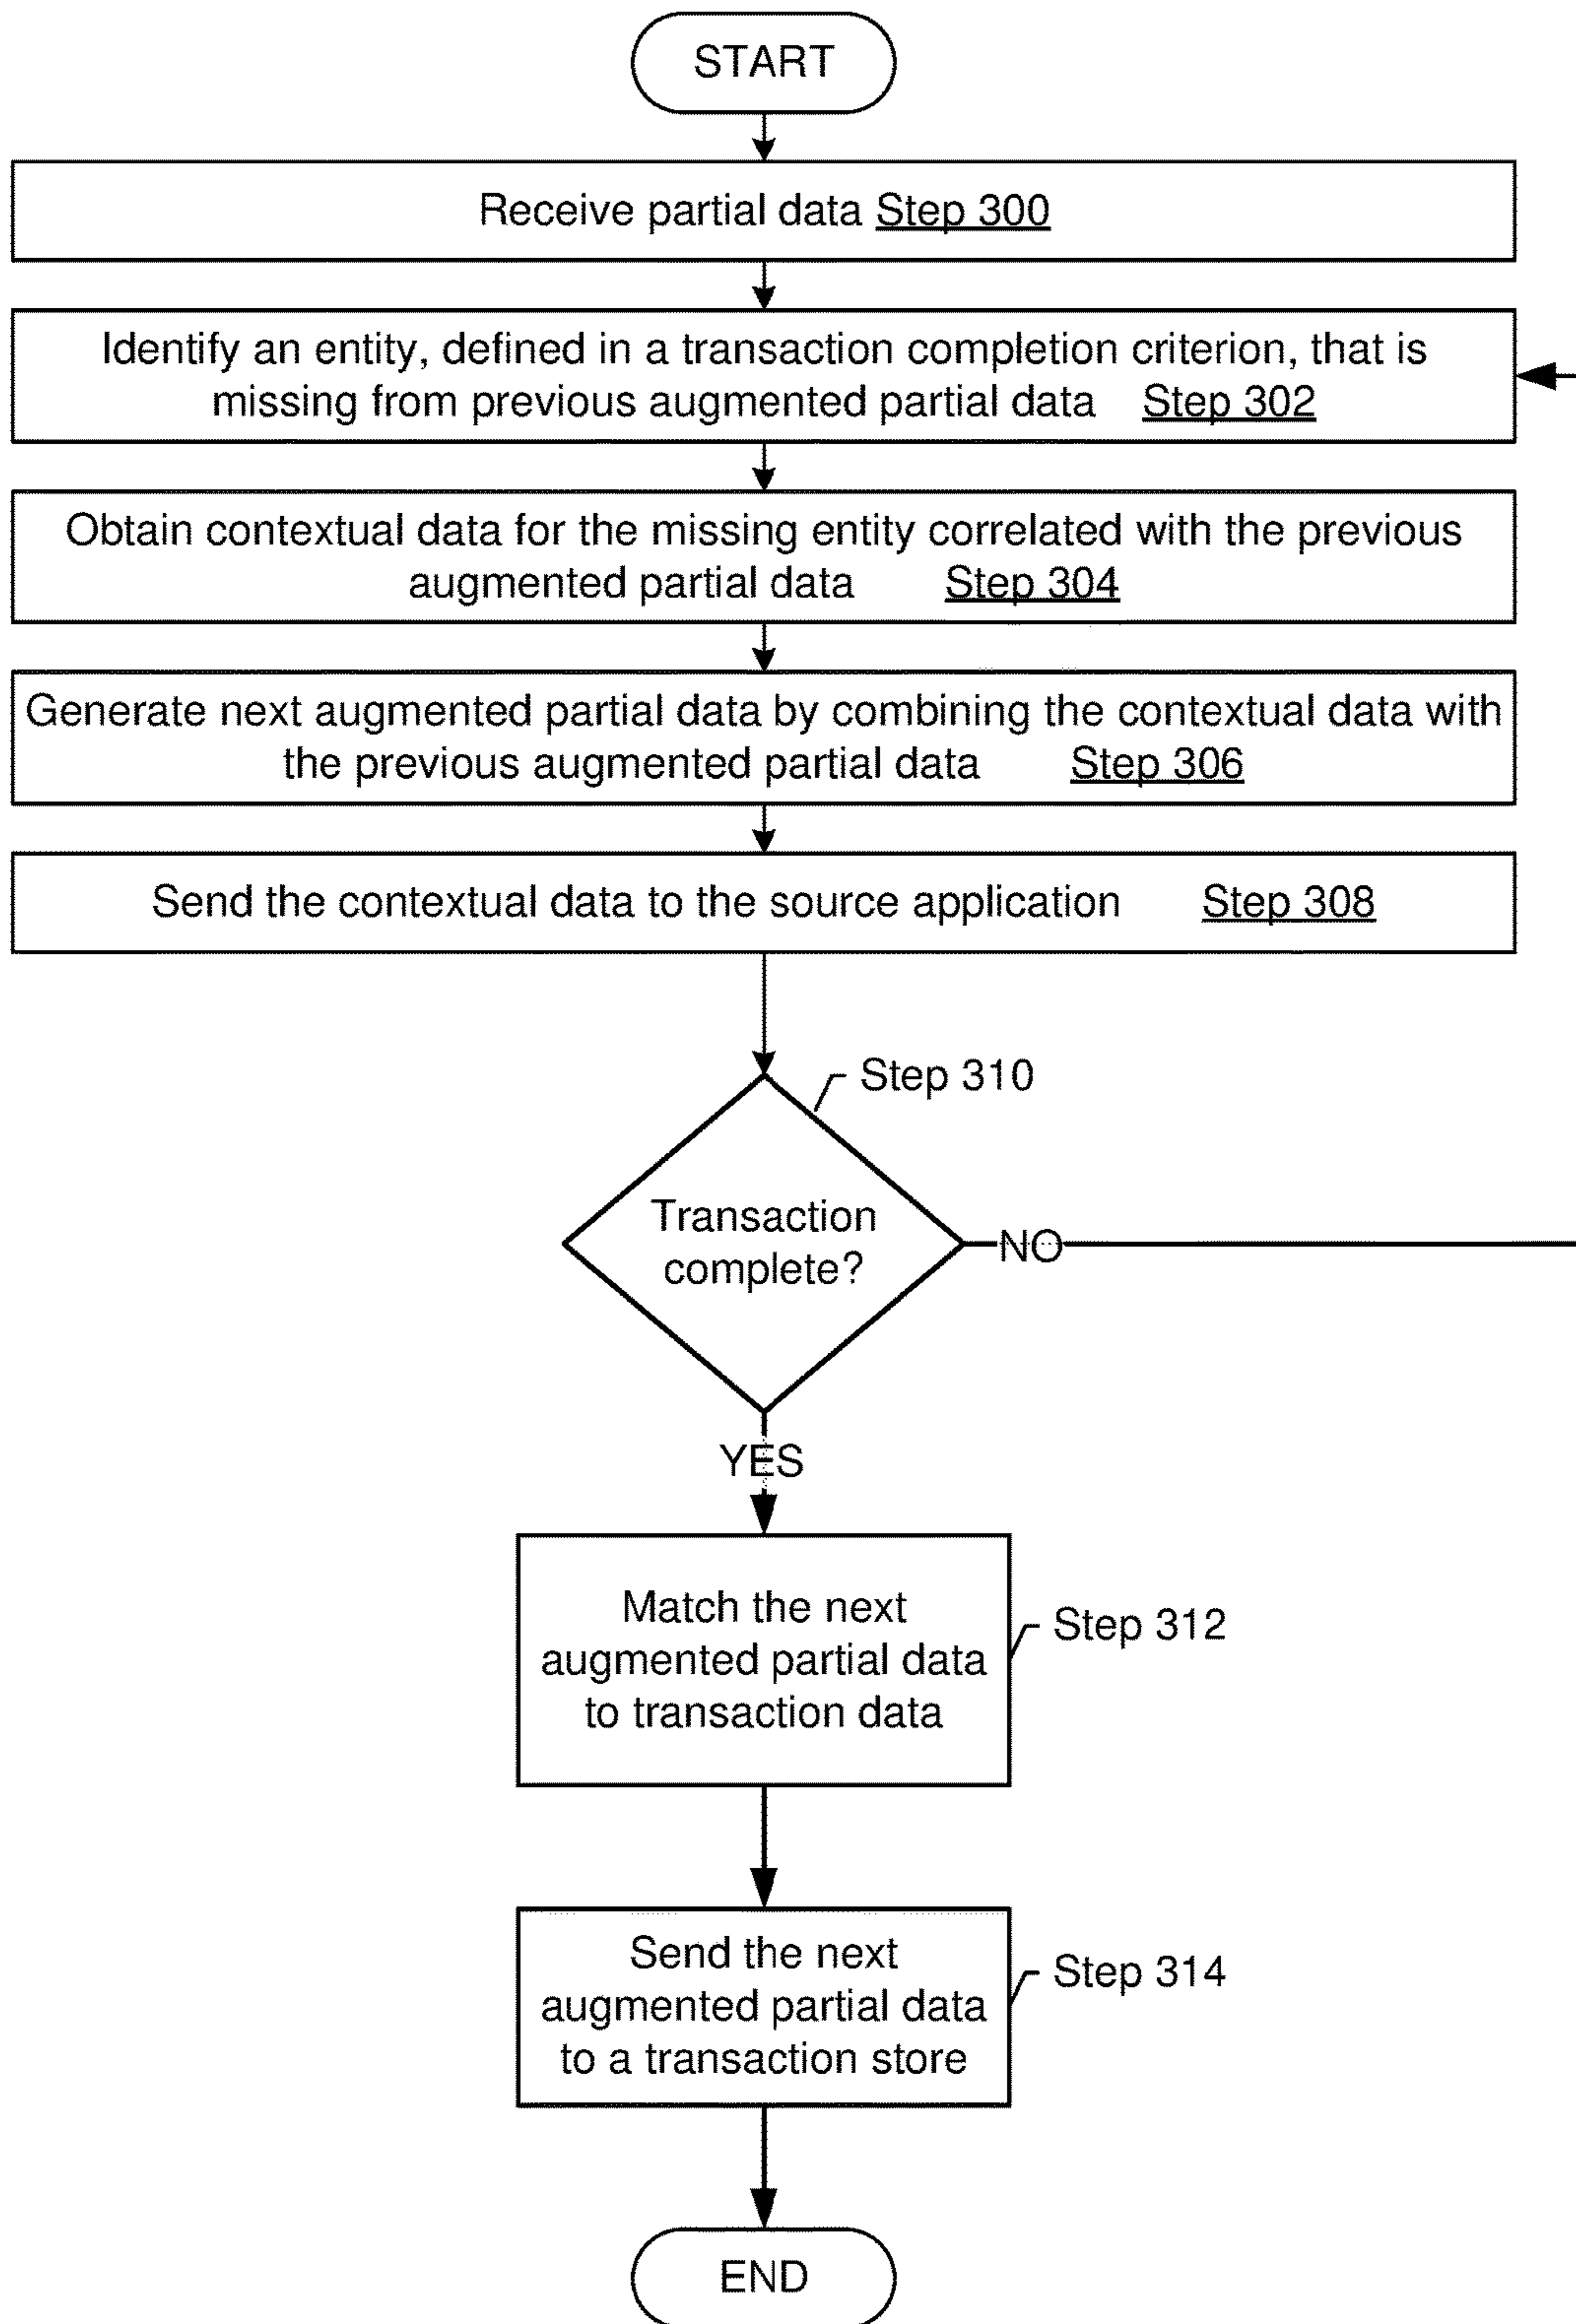 START
Receive partial data Step 300
Identify an entity, defined in a transaction completion criterion, that is
missing from previous augmented partial data Step 302
Obtain contextual data for the missing entity correlated with the previous
augmented partial data Step 304
Generate next augmented partial data by combining the contextual data with
the previous augmented partial data Step 306
Send the contextual data to the source application Step 308
Step 310
Transaction
complete?
NO
YES
Match the next
augmented partial data
to transaction data
Step 312
Send the next
augmented partial data
to a transaction store
Step 314
END